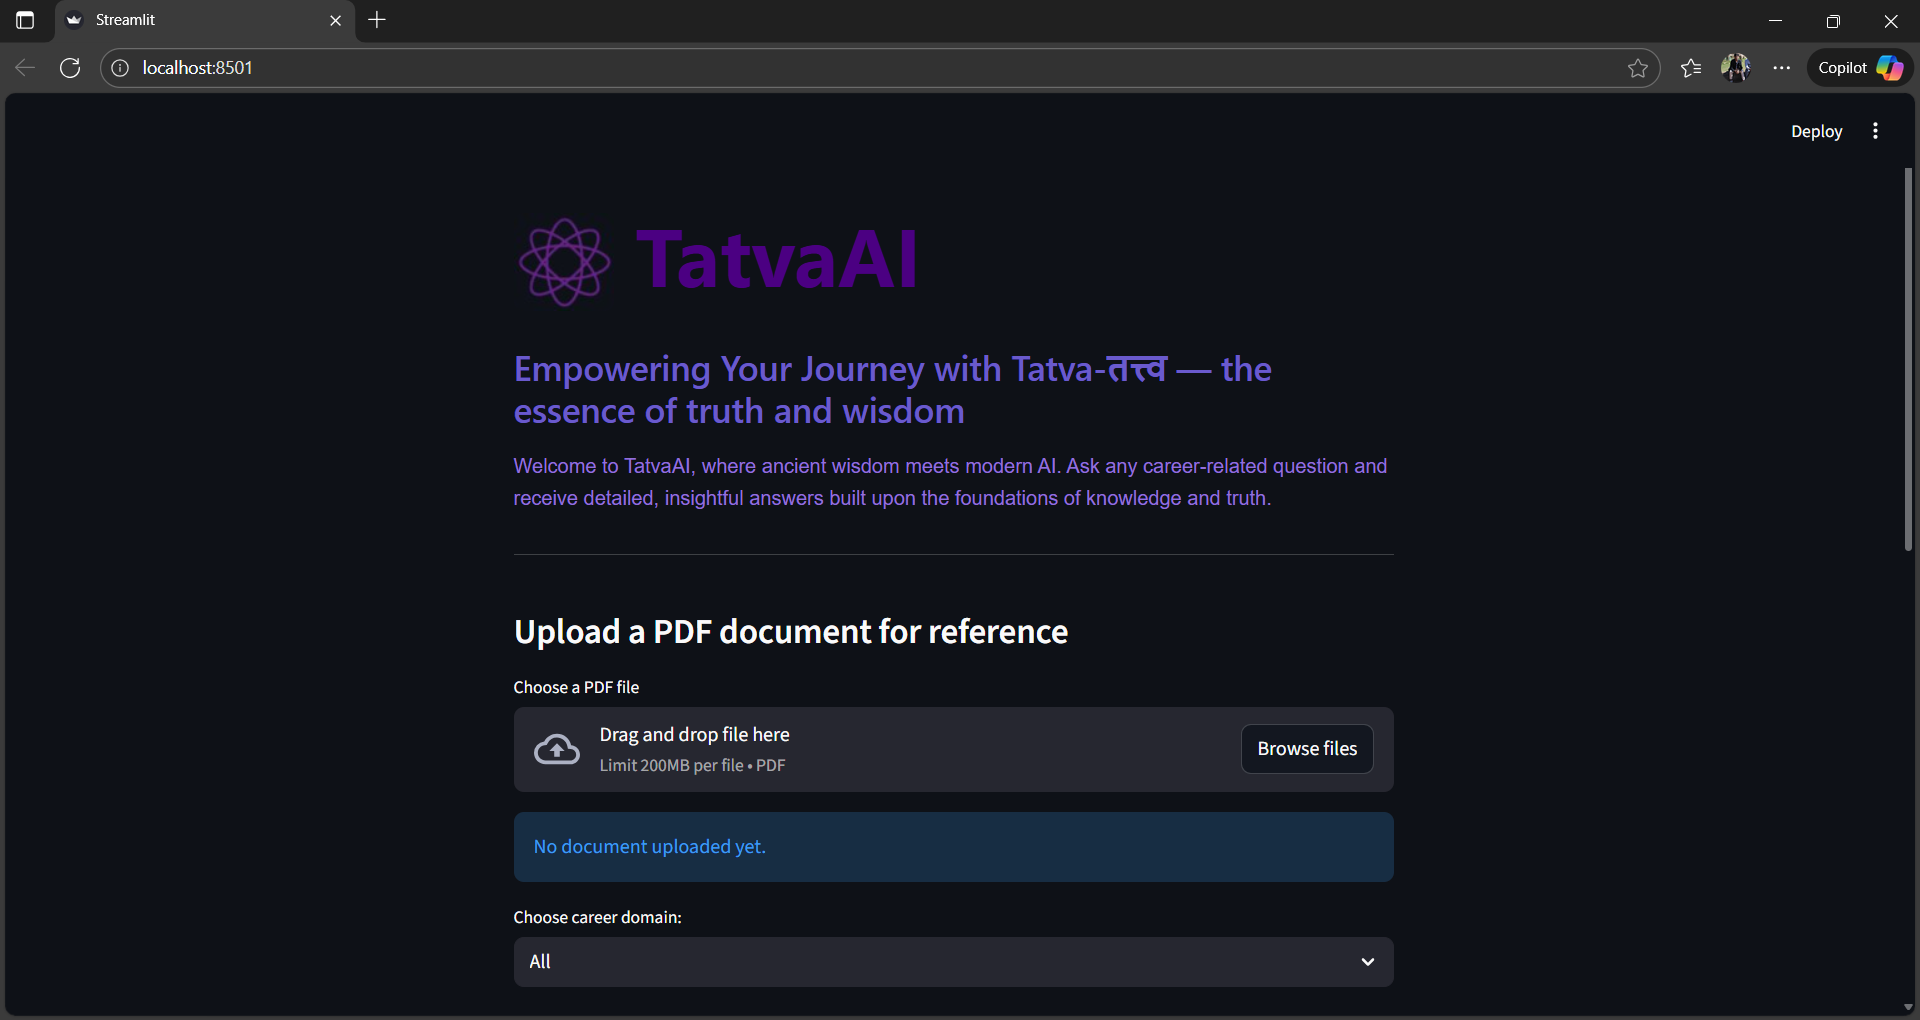 Streamlit
localhost:8501
Copilot
Deploy
TatvaAI
Empowering Your Journey with Tatva-तत्त्व — the
essence of truth and wisdom
Welcome to TatvaAI, where ancient wisdom meets modern AI. Ask any career-related question and
receive detailed, insightful answers built upon the foundations of knowledge and truth.
Upload a PDF document for reference
Choose a PDF file
Drag and drop file here
Limit 200MB per file • PDF
Browse files
No document uploaded yet.
Choose career domain:
All